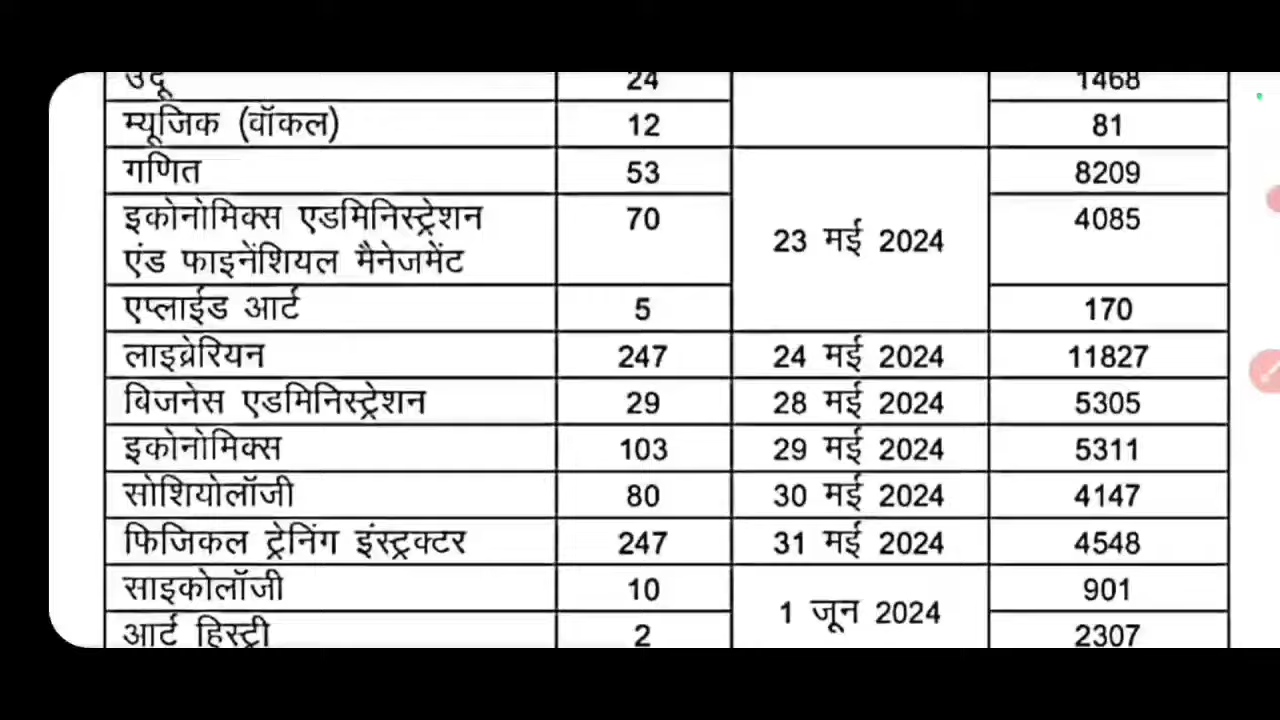 उर्दू 24 1468
म्यूजिक (वॉकल) 12 81
गणित 53 8209
इकोनोमिक्स एडमिनिस्ट्रेशन 70 4085
एंड फाइनेंशियल मैनेजमेंट
23 मई 2024
एप्लाईड आर्ट 5 170
लाइब्रेरियन 247 24 मई 2024 11827
बिजनेस एडमिनिस्ट्रेशन 29 28 मई 2024 5305
इकोनोमिक्स 103 29 मई 2024 5311
सोशियोलॉजी 80 30 मई 2024 4147
फिजिकल ट्रेनिंग इंस्ट्रक्टर 247 31 मई 2024 4548
साइकोलॉजी 10 901
1 जून 2024
आर्ट हिस्ट्री 2 2307